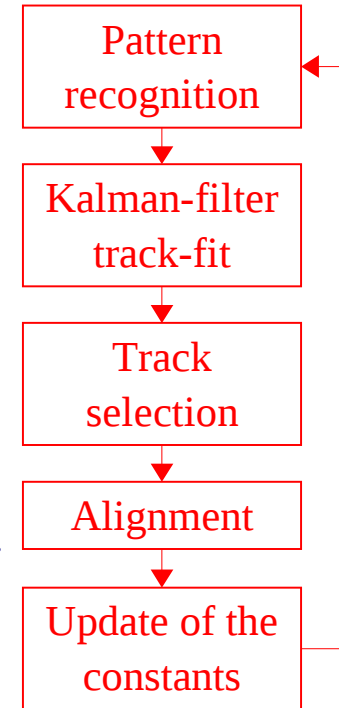 Pattern
recognition
Kalman-filter
track-fit
Track
selection
Alignment
Update of the
constants